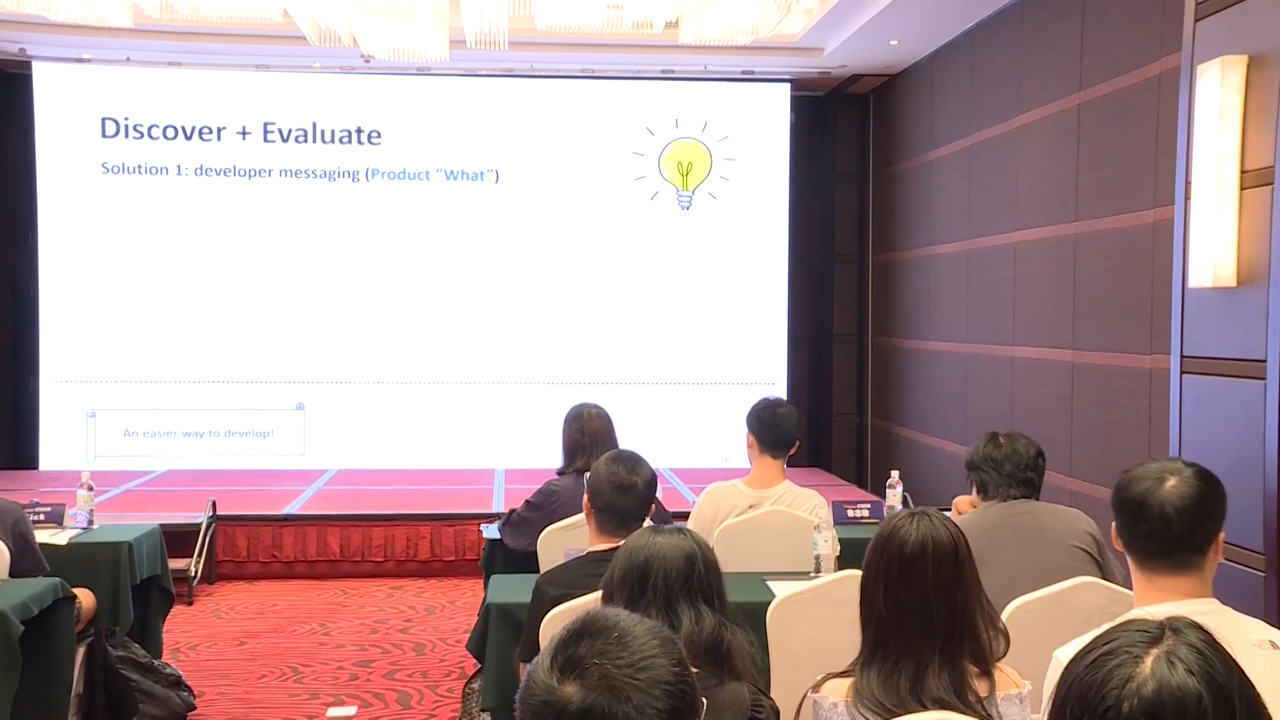 Discover + Evaluate
Solution 1: developer messaging (Product “What”)
An easier way to develop!